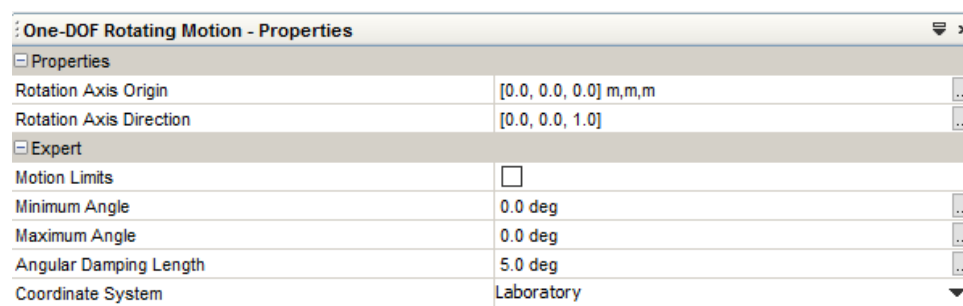 One-DOF Rotating Motion - Properties
Properties
Rotation Axis Origin [0.0, 0.0, 0.0] m,m,m
Rotation Axis Direction [0.0, 0.0, 1.0]
Expert
Motion Limits
Minimum Angle 0.0 deg
Maximum Angle 0.0 deg
Angular Damping Length 5.0 deg
Coordinate System Laboratory